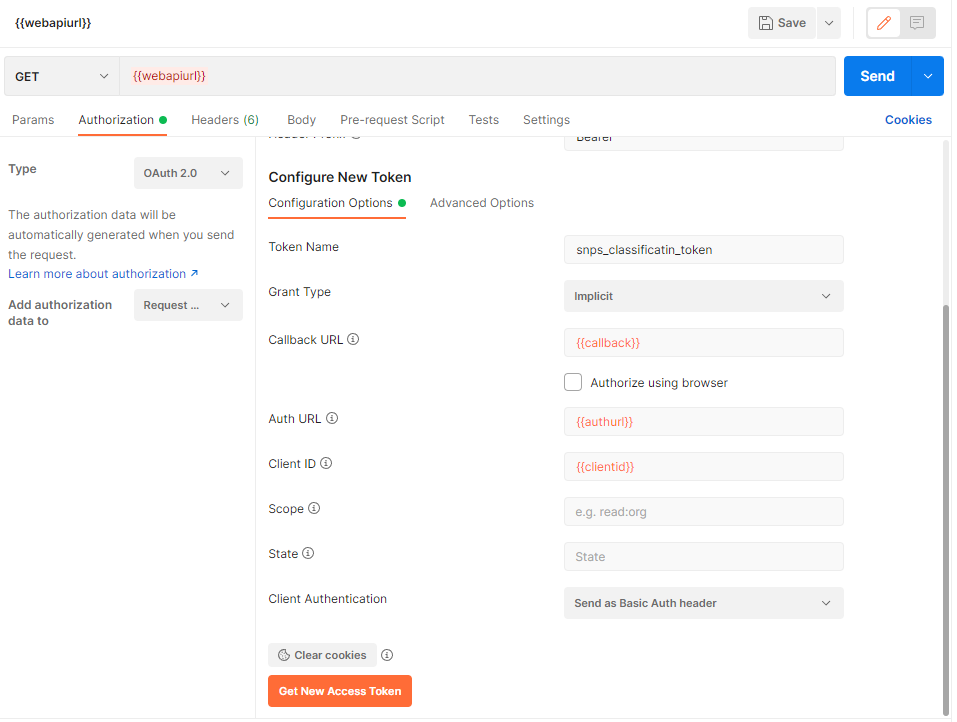 {{webapiurl}}
Save
GET
{{webapiurl}}
Send
Params
Authorization
Headers (6)
Body
Pre-request Script
Tests
Settings
Cookies
Bearer
Type
OAuth 2.0
The authorization data will be
automatically generated when you send
the request.
Learn more about authorization ↗
Add authorization
data to
Request ...
Configure New Token
Configuration Options
Advanced Options
Token Name
snps_classificatin_token
Grant Type
Implicit
Callback URL
{{callback}}
Authorize using browser
Auth URL
{{authurl}}
Client ID
{{clientid}}
Scope
e.g. read:org
State
State
Client Authentication
Send as Basic Auth header
Clear cookies
Get New Access Token